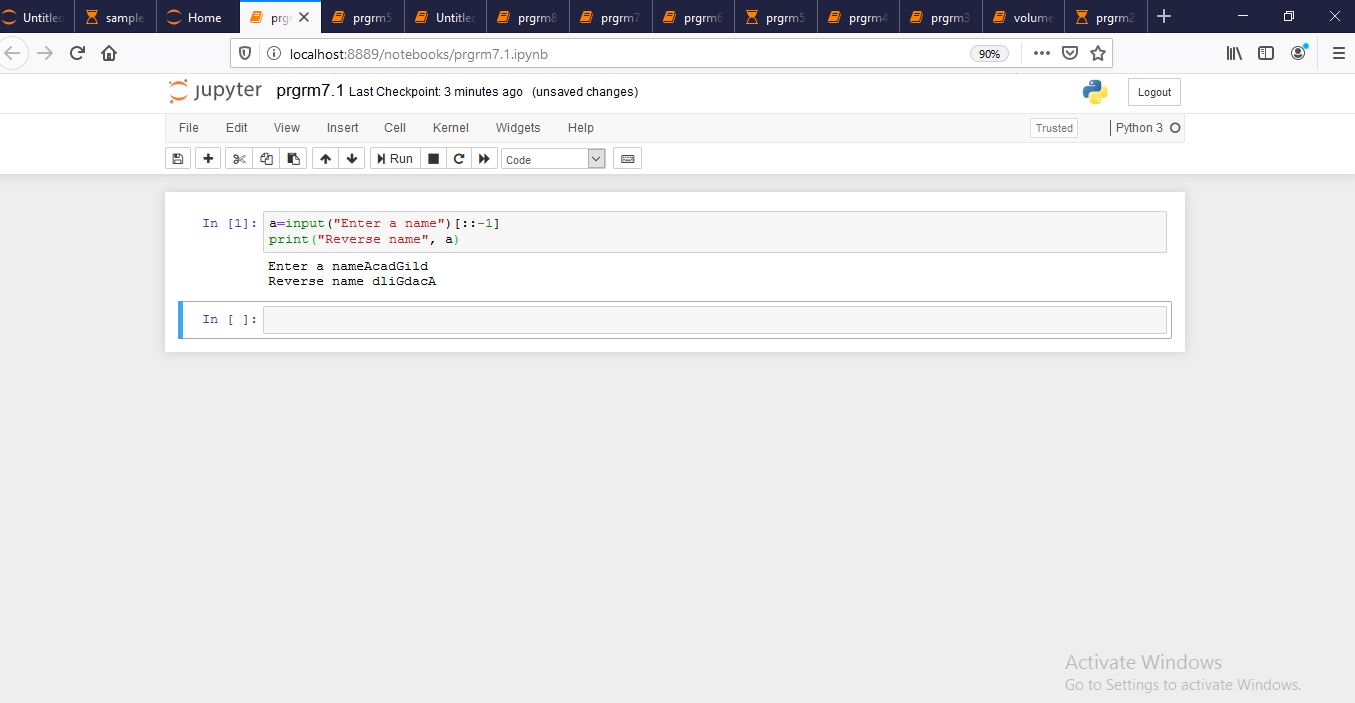 Untitled sample Home prgr prgrm5 Untitle prgrm8 prgrm7 prgrm6 prgrm5 prgrm4 prgrm3 volume prgrm2
localhost:8889/notebooks/prgrm7.1.ipynb 90%
jupyter prgrm7.1 Last Checkpoint: 3 minutes ago (unsaved changes) Logout
File Edit View Insert Cell Kernel Widgets Help Trusted Python 3
Run Code
In [1]: a=input("Enter a name")[::-1]
print("Reverse name", a)
Enter a nameAcadGild
Reverse name dliGdacA
In [ ]:
Activate Windows
Go to Settings to activate Windows.